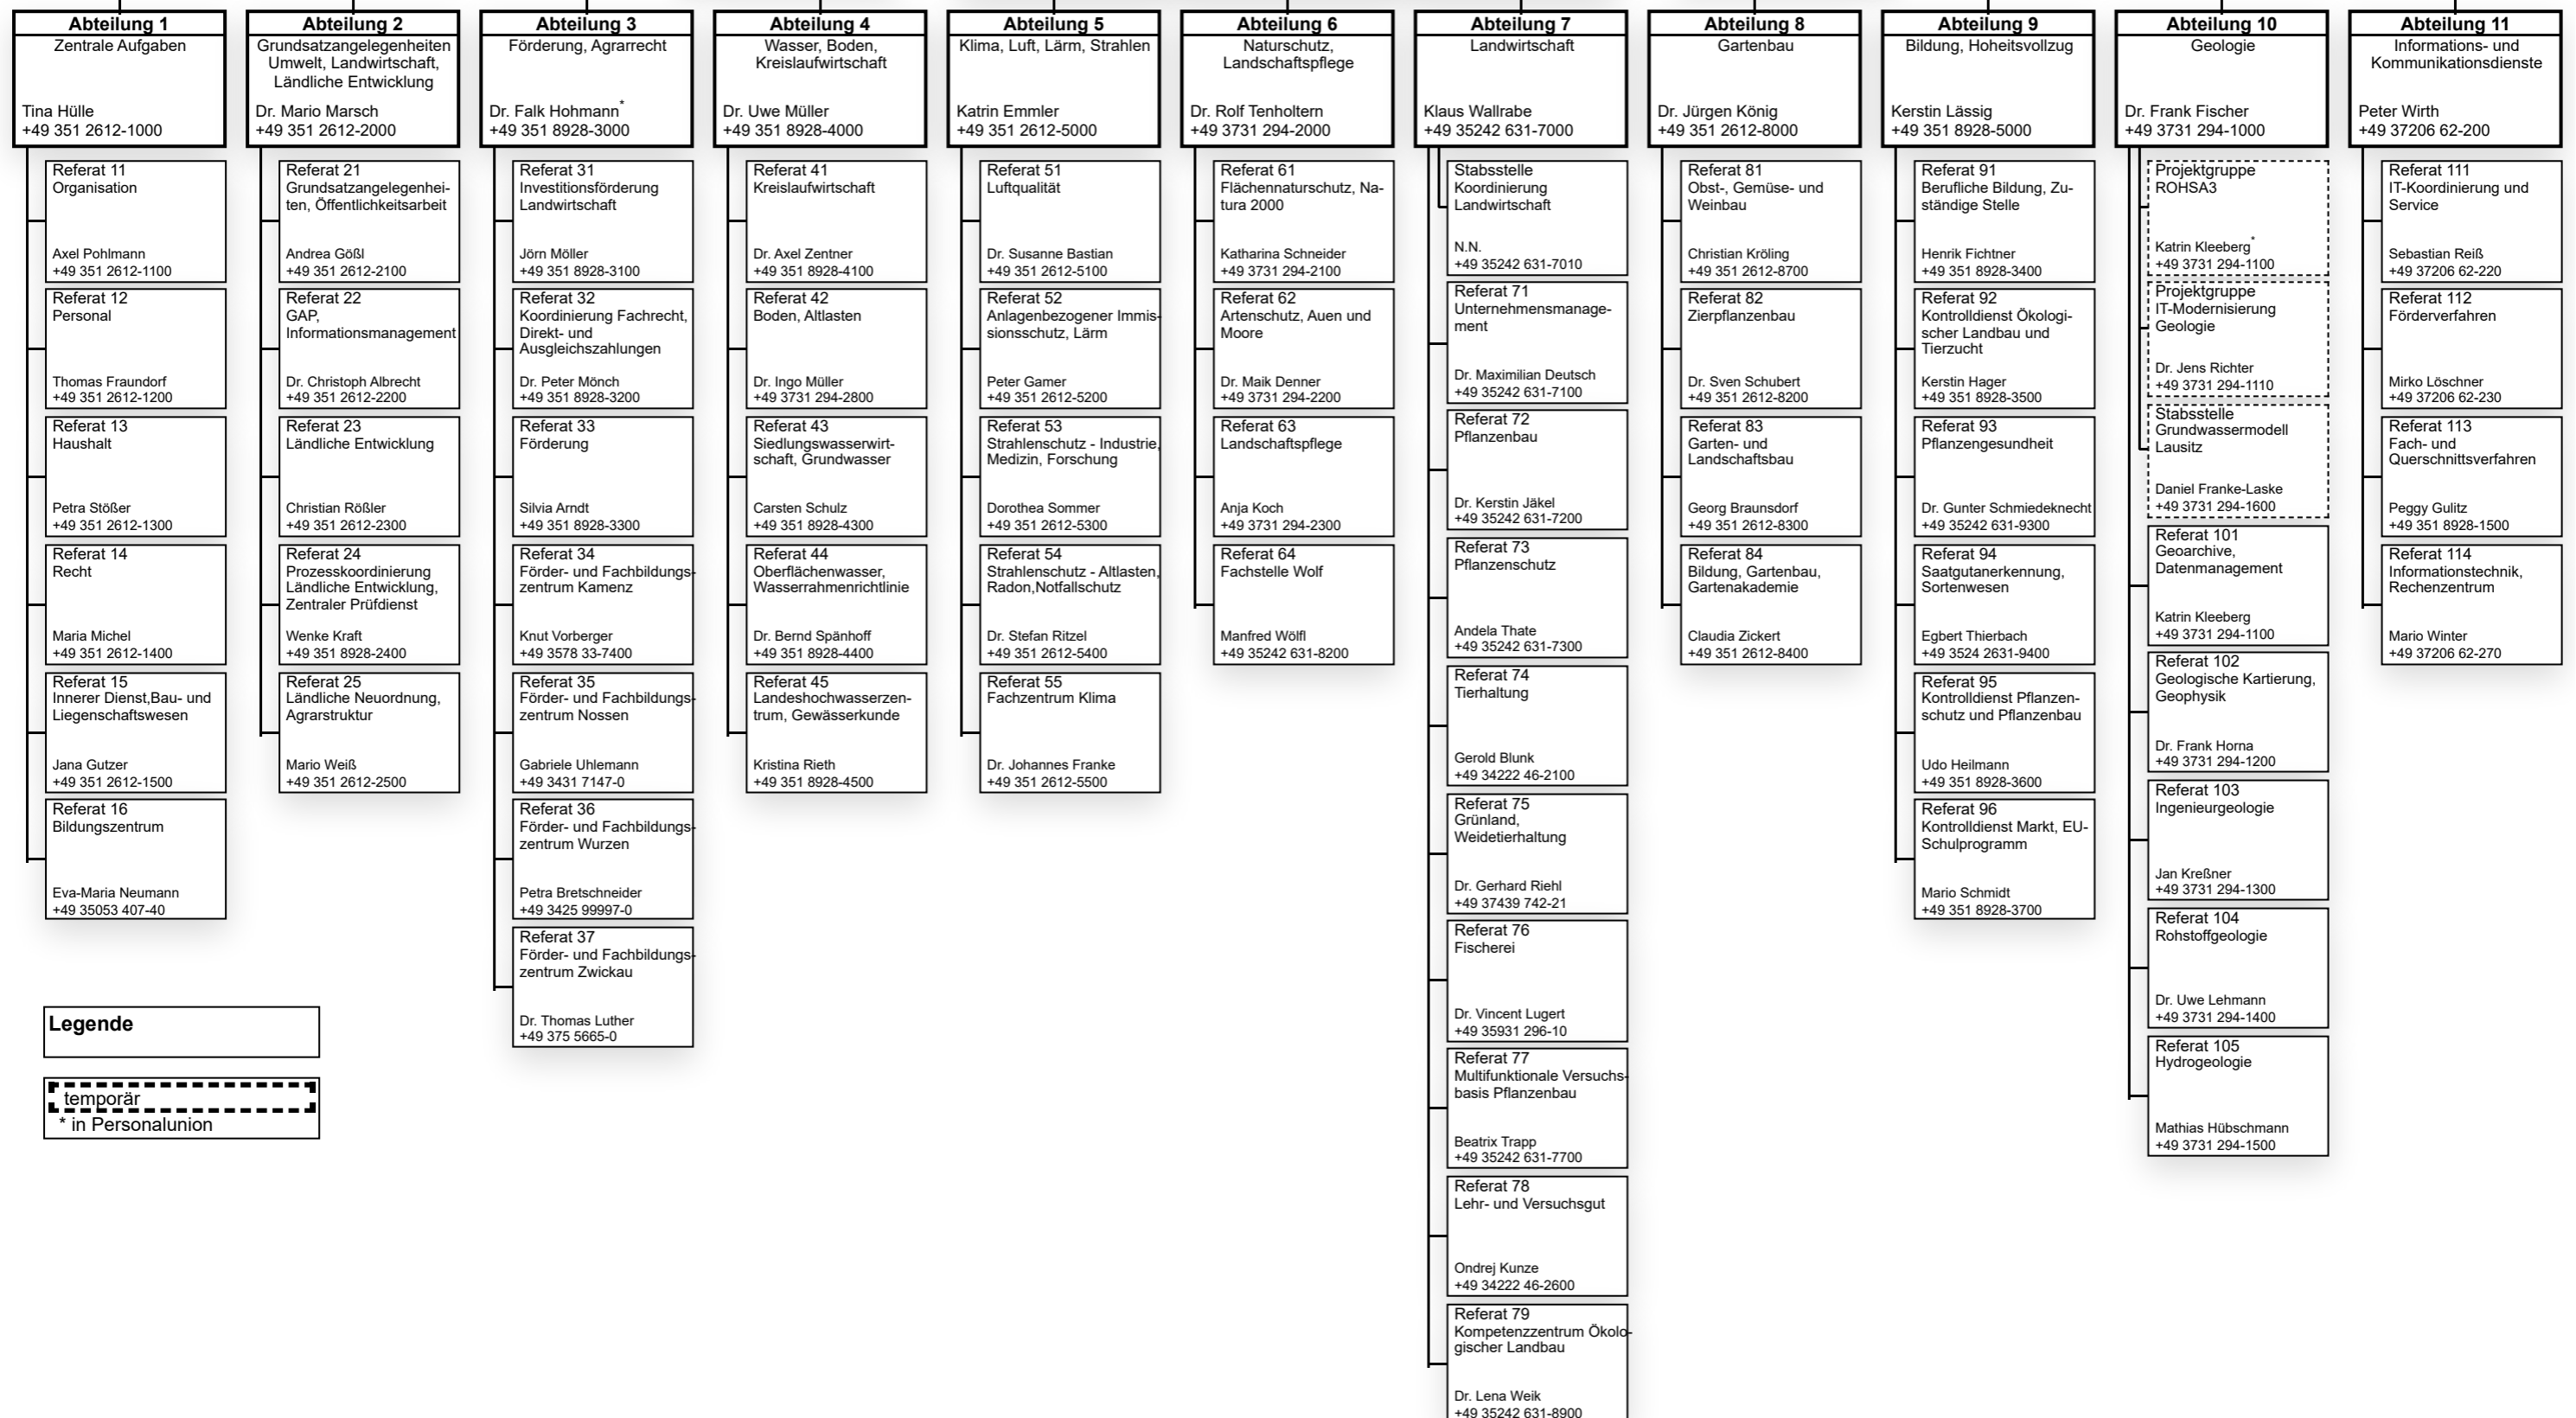 Abteilung 1
Zentrale Aufgaben
Tina Hülle
+49 351 2612-1000
Referat 11
Organisation
Axel Pohlmann
+49 351 2612-1100
Referat 12
Personal
Thomas Fraundorf
+49 351 2612-1200
Referat 13
Haushalt
Petra Stößer
+49 351 2612-1300
Referat 14
Recht
Maria Michel
+49 351 2612-1400
Referat 15
Innerer Dienst,Bau- und
Liegenschaftswesen
Jana Gutzer
+49 351 2612-1500
Referat 16
Bildungszentrum
Eva-Maria Neumann
+49 35053 407-40
Abteilung 2
Grundsatzangelegenheiten
Umwelt, Landwirtschaft,
Ländliche Entwicklung
Dr. Mario Marsch
+49 351 2612-2000
Referat 21
Grundsatzangelegenhei-
ten, Öffentlichkeitsarbeit
Andrea Gößl
+49 351 2612-2100
Referat 22
GAP,
Informationsmanagement
Dr. Christoph Albrecht
+49 351 2612-2200
Referat 23
Ländliche Entwicklung
Christian Rößler
+49 351 2612-2300
Referat 24
Prozesskoordinierung
Ländliche Entwicklung,
Zentraler Prüfdienst
Wenke Kraft
+49 351 8928-2400
Referat 25
Ländliche Neuordnung,
Agrarstruktur
Mario Weiß
+49 351 2612-2500
Abteilung 3
Förderung, Agrarrecht
Dr. Falk Hohmann*
+49 351 8928-3000
Referat 31
Investitionsförderung
Landwirtschaft
Jörn Möller
+49 351 8928-3100
Referat 32
Koordinierung Fachrecht,
Direkt- und
Ausgleichszahlungen
Dr. Peter Mönch
+49 351 8928-3200
Referat 33
Förderung
Silvia Arndt
+49 351 8928-3300
Referat 34
Förder- und Fachbildungs-
zentrum Kamenz
Knut Vorberger
+49 3578 33-7400
Referat 35
Förder- und Fachbildungs-
zentrum Nossen
Gabriele Uhlemann
+49 3431 7147-0
Referat 36
Förder- und Fachbildungs-
zentrum Wurzen
Petra Bretschneider
+49 3425 99997-0
Referat 37
Förder- und Fachbildungs-
zentrum Zwickau
Dr. Thomas Luther
+49 375 5665-0
Abteilung 4
Wasser, Boden,
Kreislaufwirtschaft
Dr. Uwe Müller
+49 351 8928-4000
Referat 41
Kreislaufwirtschaft
Dr. Axel Zentner
+49 351 8928-4100
Referat 42
Boden, Altlasten
Dr. Ingo Müller
+49 3731 294-2800
Referat 43
Siedlungswasserwirt-
schaft, Grundwasser
Carsten Schulz
+49 351 8928-4300
Referat 44
Oberflächenwasser,
Wasserrahmenrichtlinie
Dr. Bernd Spänhoff
+49 351 8928-4400
Referat 45
Landeshochwasserzen-
trum, Gewässerkunde
Kristina Rieth
+49 351 8928-4500
Abteilung 5
Klima, Luft, Lärm, Strahlen
Katrin Emmler
+49 351 2612-5000
Referat 51
Luftqualität
Dr. Susanne Bastian
+49 351 2612-5100
Referat 52
Anlagenbezogener Immis-
sionsschutz, Lärm
Peter Gamer
+49 351 2612-5200
Referat 53
Strahlenschutz - Industrie,
Medizin, Forschung
Dorothea Sommer
+49 351 2612-5300
Referat 54
Strahlenschutz - Altlasten,
Radon,Notfallschutz
Dr. Stefan Ritzel
+49 351 2612-5400
Referat 55
Fachzentrum Klima
Dr. Johannes Franke
+49 351 2612-5500
Abteilung 6
Naturschutz,
Landschaftspflege
Dr. Rolf Tenholtern
+49 3731 294-2000
Referat 61
Flächennaturschutz, Na-
tura 2000
Katharina Schneider
+49 3731 294-2100
Referat 62
Artenschutz, Auen und
Moore
Dr. Maik Denner
+49 3731 294-2200
Referat 63
Landschaftspflege
Anja Koch
+49 3731 294-2300
Referat 64
Fachstelle Wolf
Manfred Wölfl
+49 35242 631-8200
Abteilung 7
Landwirtschaft
Klaus Wallrabe
+49 35242 631-7000
Stabsstelle
Koordinierung
Landwirtschaft
N.N.
+49 35242 631-7010
Referat 71
Unternehmensmanage-
ment
Dr. Maximilian Deutsch
+49 35242 631-7100
Referat 72
Pflanzenbau
Dr. Kerstin Jäkel
+49 35242 631-7200
Referat 73
Pflanzenschutz
Andela Thate
+49 35242 631-7300
Referat 74
Tierhaltung
Gerold Blunk
+49 34222 46-2100
Referat 75
Grünland,
Weidetierhaltung
Dr. Gerhard Riehl
+49 37439 742-21
Referat 76
Fischerei
Dr. Vincent Lugert
+49 35931 296-10
Referat 77
Multifunktionale Versuchs-
basis Pflanzenbau
Beatrix Trapp
+49 35242 631-7700
Referat 78
Lehr- und Versuchsgut
Ondrej Kunze
+49 34222 46-2600
Referat 79
Kompetenzzentrum Ökolo-
gischer Landbau
Dr. Lena Weik
+49 35242 631-8900
Abteilung 8
Gartenbau
Dr. Jürgen König
+49 351 2612-8000
Referat 81
Obst-, Gemüse- und
Weinbau
Christian Kröling
+49 351 2612-8700
Referat 82
Zierpflanzenbau
Dr. Sven Schubert
+49 351 2612-8200
Referat 83
Garten- und
Landschaftsbau
Georg Braunsdorf
+49 351 2612-8300
Referat 84
Bildung, Gartenbau,
Gartenakademie
Claudia Zickert
+49 351 2612-8400
Abteilung 9
Bildung, Hoheitsvollzug
Kerstin Lässig
+49 351 8928-5000
Referat 91
Berufliche Bildung, Zu-
ständige Stelle
Henrik Fichtner
+49 351 8928-3400
Referat 92
Kontrolldienst Ökologi-
scher Landbau und
Tierzucht
Kerstin Hager
+49 351 8928-3500
Referat 93
Pflanzengesundheit
Dr. Gunter Schmiedeknecht
+49 35242 631-9300
Referat 94
Saatgutanerkennung,
Sortenwesen
Egbert Thierbach
+49 3524 2631-9400
Referat 95
Kontrolldienst Pflanzen-
schutz und Pflanzenbau
Udo Heilmann
+49 351 8928-3600
Referat 96
Kontrolldienst Markt, EU-
Schulprogramm
Mario Schmidt
+49 351 8928-3700
Abteilung 10
Geologie
Dr. Frank Fischer
+49 3731 294-1000
Projektgruppe
ROHSA3
Katrin Kleeberg*
+49 3731 294-1100
Projektgruppe
IT-Modernisierung
Geologie
Dr. Jens Richter
+49 3731 294-1110
Stabsstelle
Grundwassermodell
Lausitz
Daniel Franke-Laske
+49 3731 294-1600
Referat 101
Geoarchive,
Datenmanagement
Katrin Kleeberg
+49 3731 294-1100
Referat 102
Geologische Kartierung,
Geophysik
Dr. Frank Horna
+49 3731 294-1200
Referat 103
Ingenieurgeologie
Jan Kreßner
+49 3731 294-1300
Referat 104
Rohstoffgeologie
Dr. Uwe Lehmann
+49 3731 294-1400
Referat 105
Hydrogeologie
Mathias Hübschmann
+49 3731 294-1500
Abteilung 11
Informations- und
Kommunikationsdienste
Peter Wirth
+49 37206 62-200
Referat 111
IT-Koordinierung und
Service
Sebastian Reiß
+49 37206 62-220
Referat 112
Förderverfahren
Mirko Löschner
+49 37206 62-230
Referat 113
Fach- und
Querschnittsverfahren
Peggy Gulitz
+49 351 8928-1500
Referat 114
Informationstechnik,
Rechenzentrum
Mario Winter
+49 37206 62-270
Legende
temporär
* in Personalunion